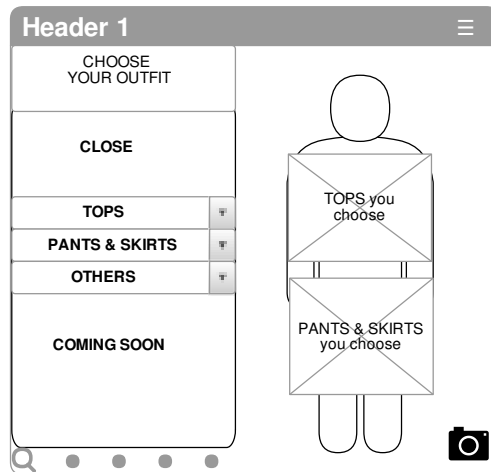 Header 1
CHOOSE
YOUR OUTFIT
CLOSE
TOPS
PANTS & SKIRTS
OTHERS
COMING SOON
TOPS you
choose
PANTS & SKIRTS
you choose